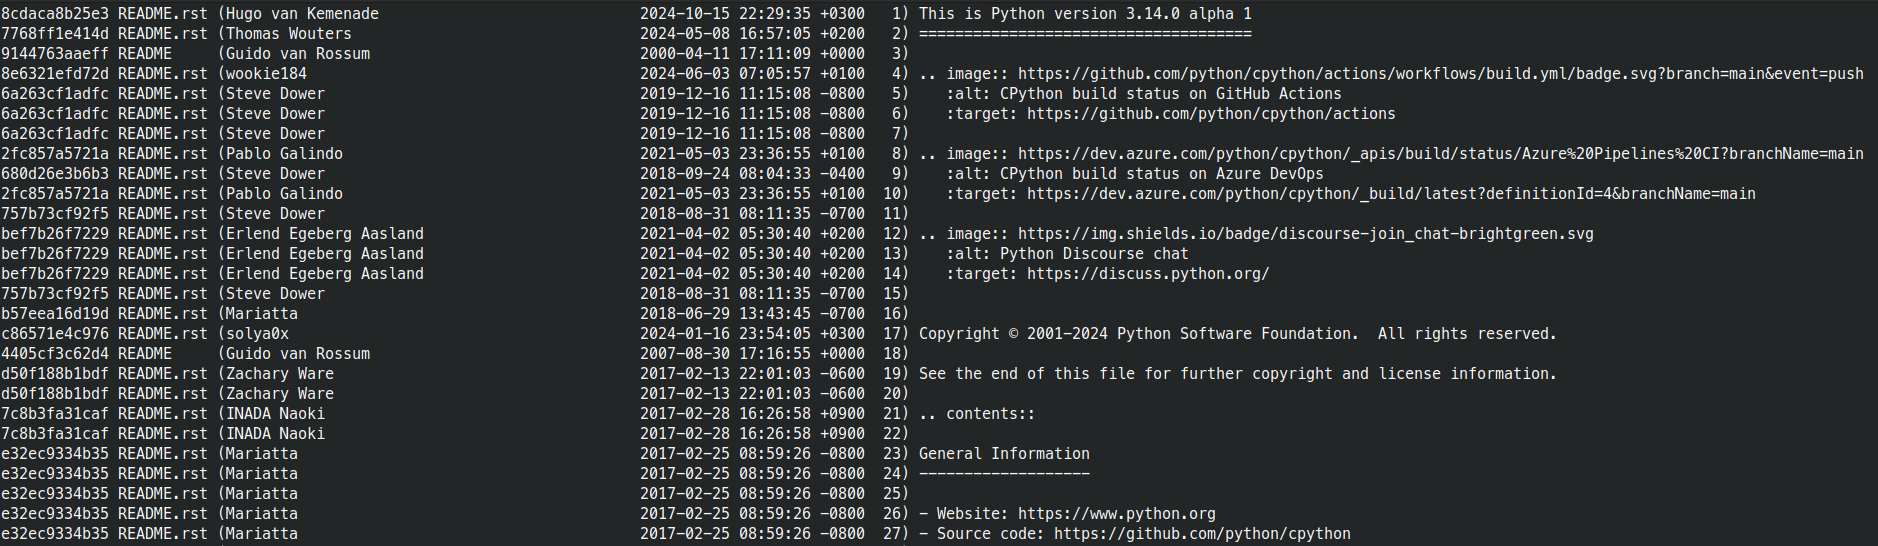 8cdaca8b25e3 README.rst (Hugo van Kemenade                             2024-10-15 22:29:35 +0300   1) This is Python version 3.14.0 alpha 1
7768ff1e414d README.rst (Thomas Wouters                                2024-05-08 16:57:05 +0200   2) =====================================
9144763aaeff README     (Guido van Rossum                              2000-04-11 17:11:09 +0000   3)
8e6321efd72d README.rst (wookie184                                     2024-06-03 07:05:57 +0100   4) .. image:: https://github.com/python/cpython/actions/workflows/build.yml/badge.svg?branch=main&event=push
6a263cf1adfc README.rst (Steve Dower                                   2019-12-16 11:15:08 -0800   5)    :alt: CPython build status on GitHub Actions
6a263cf1adfc README.rst (Steve Dower                                   2019-12-16 11:15:08 -0800   6)    :target: https://github.com/python/cpython/actions
6a263cf1adfc README.rst (Steve Dower                                   2019-12-16 11:15:08 -0800   7)
2fc857a5721a README.rst (Pablo Galindo                                 2021-05-03 23:36:55 +0100   8) .. image:: https://dev.azure.com/python/cpython/_apis/build/status/Azure%20Pipelines%20CI?branchName=main
680d26e3b6b3 README.rst (Steve Dower                                   2018-09-24 08:04:33 -0400   9)    :alt: CPython build status on Azure DevOps
2fc857a5721a README.rst (Pablo Galindo                                 2021-05-03 23:36:55 +0100  10)    :target: https://dev.azure.com/python/cpython/_build/latest?definitionId=4&branchName=main
757b73cf92f5 README.rst (Steve Dower                                   2018-08-31 08:11:35 -0700  11)
bef7b26f7229 README.rst (Erlend Egeberg Aasland                        2021-04-02 05:30:40 +0200  12) .. image:: https://img.shields.io/badge/discourse-join_chat-brightgreen.svg
bef7b26f7229 README.rst (Erlend Egeberg Aasland                        2021-04-02 05:30:40 +0200  13)    :alt: Python Discourse chat
bef7b26f7229 README.rst (Erlend Egeberg Aasland                        2021-04-02 05:30:40 +0200  14)    :target: https://discuss.python.org/
757b73cf92f5 README.rst (Steve Dower                                   2018-08-31 08:11:35 -0700  15)
b57eea16d19d README.rst (Mariatta                                      2018-06-29 13:43:45 -0700  16)
c86571e4c976 README.rst (solya0x                                       2024-01-16 23:54:05 +0300  17) Copyright © 2001-2024 Python Software Foundation.  All rights reserved.
4405cf3c62d4 README     (Guido van Rossum                              2007-08-30 17:16:55 +0000  18)
d50f188b1bdf README.rst (Zachary Ware                                  2017-02-13 22:01:03 -0600  19) See the end of this file for further copyright and license information.
d50f188b1bdf README.rst (Zachary Ware                                  2017-02-13 22:01:03 -0600  20)
7c8b3fa31caf README.rst (INADA Naoki                                   2017-02-28 16:26:58 +0900  21) .. contents::
7c8b3fa31caf README.rst (INADA Naoki                                   2017-02-28 16:26:58 +0900  22)
e32ec9334b35 README.rst (Mariatta                                      2017-02-25 08:59:26 -0800  23) General Information
e32ec9334b35 README.rst (Mariatta                                      2017-02-25 08:59:26 -0800  24) -------------------
e32ec9334b35 README.rst (Mariatta                                      2017-02-25 08:59:26 -0800  25)
e32ec9334b35 README.rst (Mariatta                                      2017-02-25 08:59:26 -0800  26) - Website: https://www.python.org
e32ec9334b35 README.rst (Mariatta                                      2017-02-25 08:59:26 -0800  27) - Source code: https://github.com/python/cpython